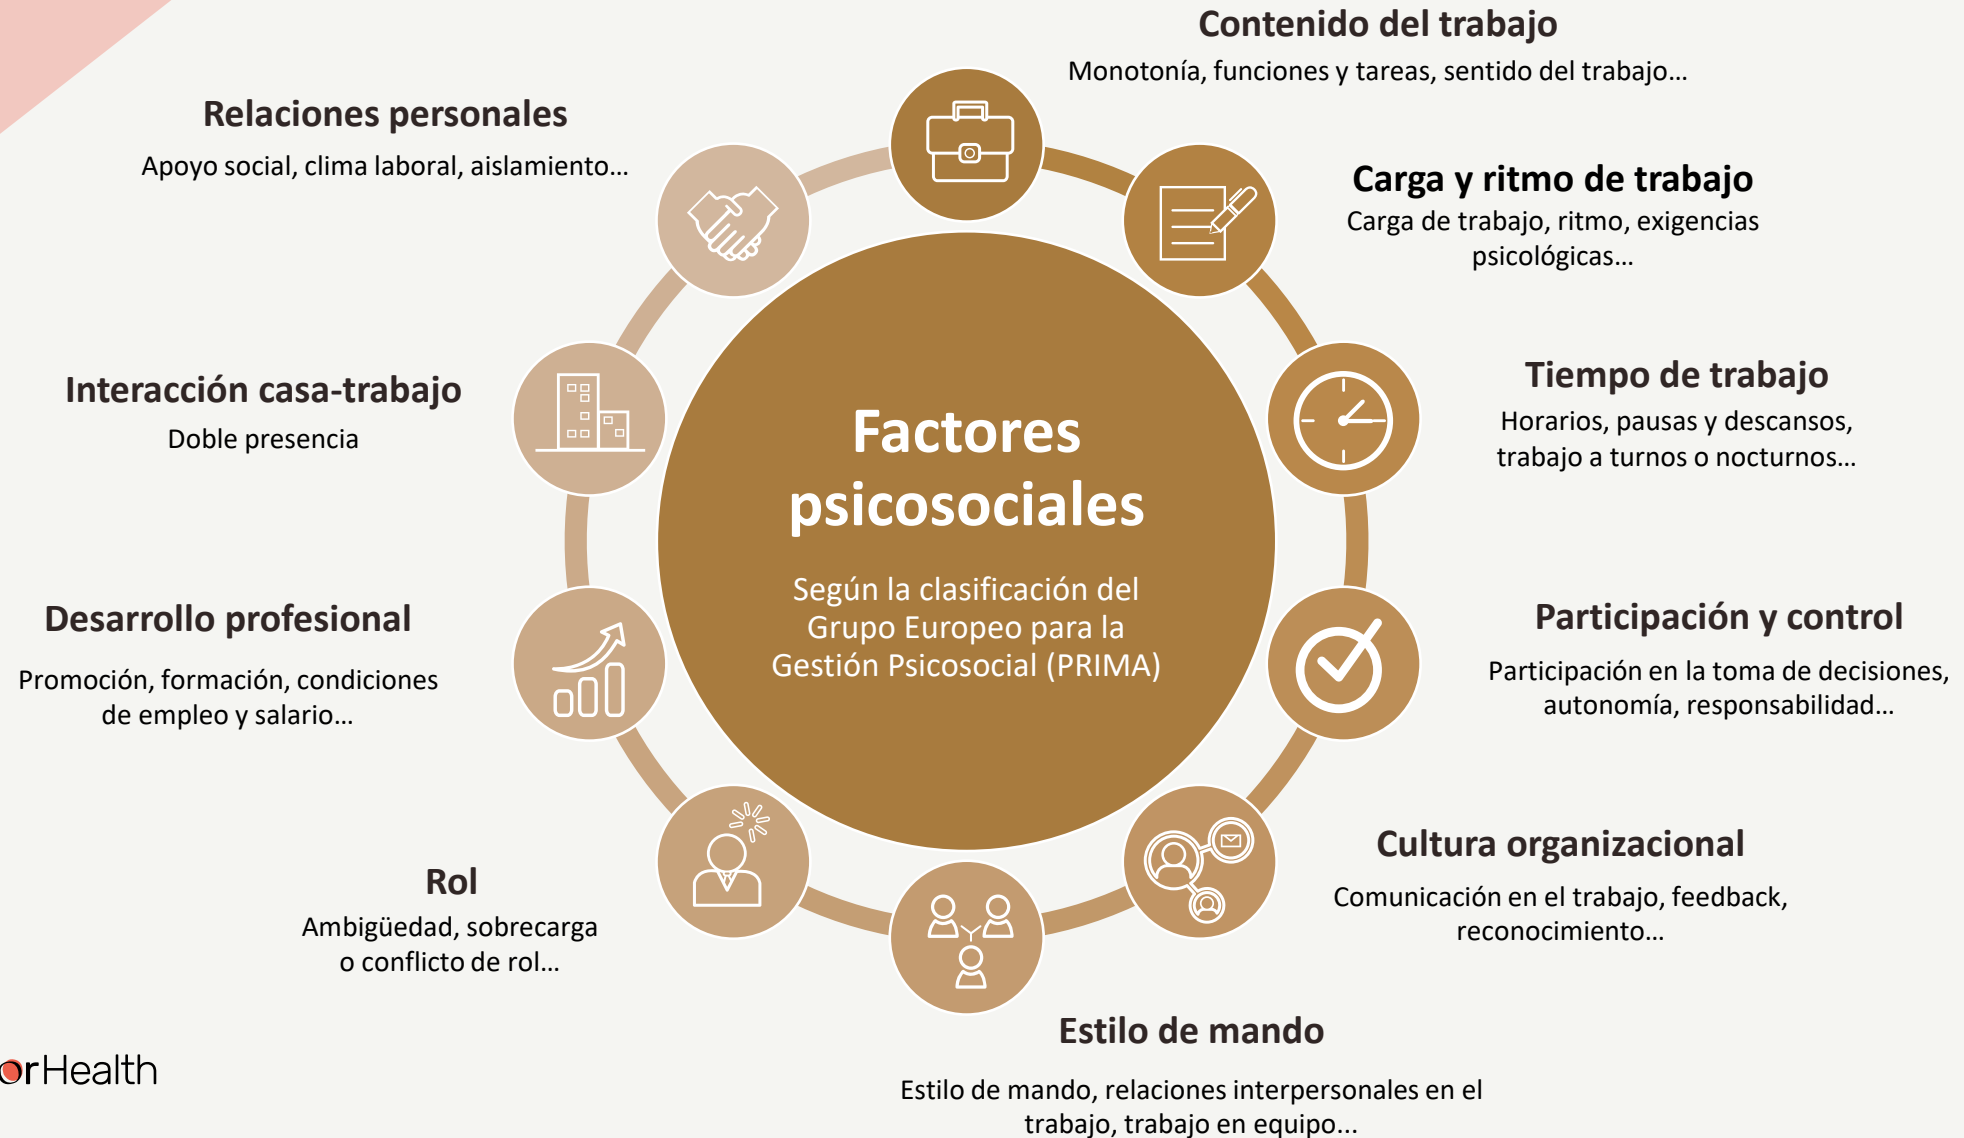 Contenido del trabajo
Monotonía, funciones y tareas, sentido del trabajo…
Carga y ritmo de trabajo
Carga de trabajo, ritmo, exigencias
psicológicas…
Tiempo de trabajo
Horarios, pausas y descansos,
trabajo a turnos o nocturnos…
Participación y control
Participación en la toma de decisiones,
autonomía, responsabilidad…
Cultura organizacional
Comunicación en el trabajo, feedback,
reconocimiento…
Estilo de mando
Estilo de mando, relaciones interpersonales en el
trabajo, trabajo en equipo...
Rol
Ambigüedad, sobrecarga
o conflicto de rol…
Desarrollo profesional
Promoción, formación, condiciones
de empleo y salario…
Interacción casa-trabajo
Doble presencia
Relaciones personales
Apoyo social, clima laboral, aislamiento…
Factores
psicosociales
Según la clasificación del
Grupo Europeo para la
Gestión Psicosocial (PRIMA)
orHealth